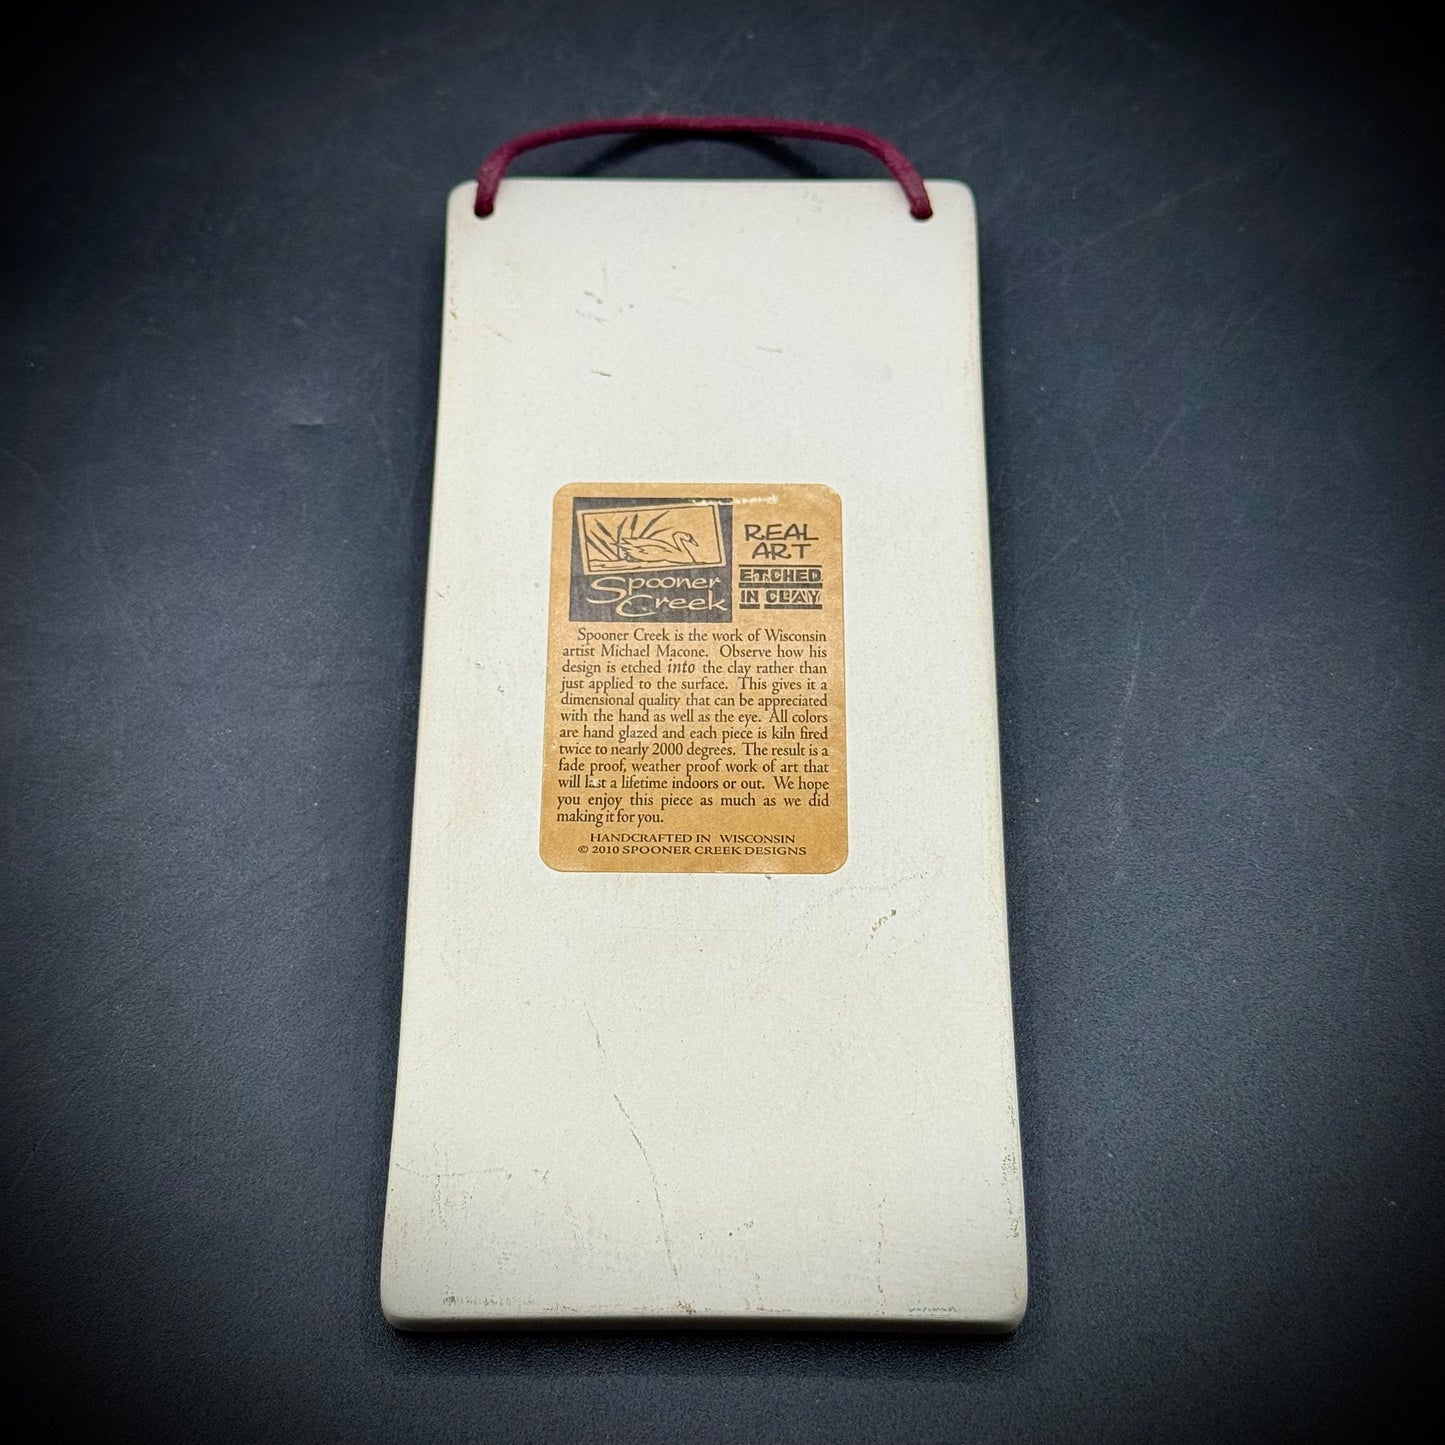 Spooner
Creek
REAL
ART
ETCHED
IN CLAY
Spooner Creek is the work of Wisconsin
artist Michael Macone. Observe how his
design is etched into the clay rather than
just applied to the surface. This gives it a
dimensional quality that can be appreciated
with the hand as well as the eye. All colors
are hand glazed and each piece is kiln fired
twice to nearly 2000 degrees. The result is a
fade proof, weather proof work of art that
will last a lifetime indoors or out. We hope
you enjoy this piece as much as we did
making it for you.
HANDCRAFTED IN WISCONSIN
© 2010 SPOONER CREEK DESIGNS